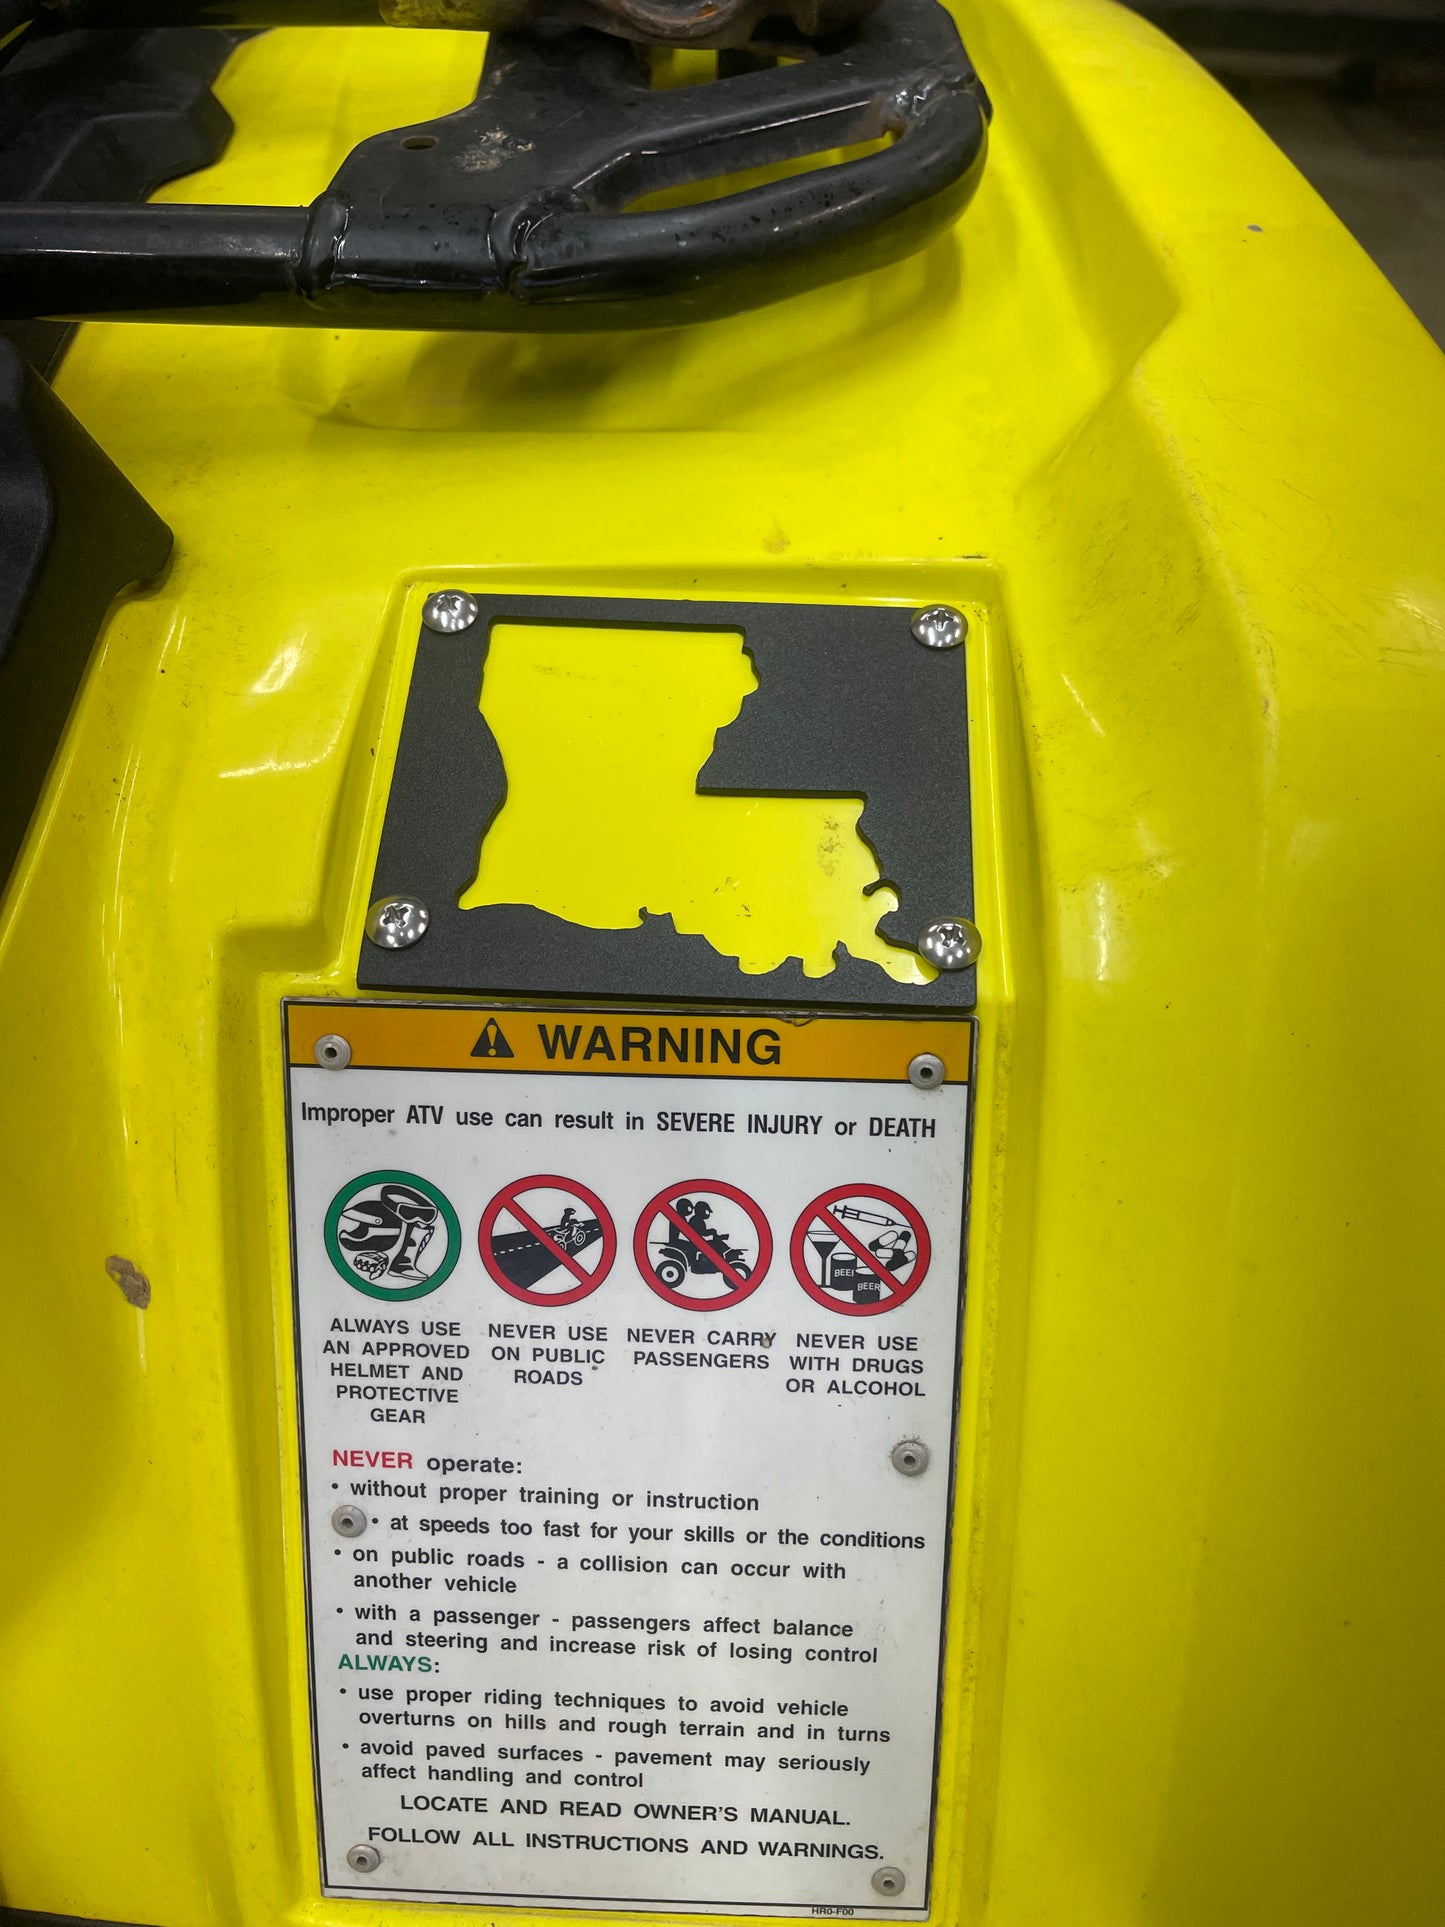 WARNING
Improper ATV use can result in SEVERE INJURY or DEATH
BEER
BEER
ALWAYS USE
AN APPROVED
HELMET AND
PROTECTIVE
GEAR
NEVER USE
ON PUBLIC
ROADS
NEVER CARRY
PASSENGERS
NEVER USE
WITH DRUGS
OR ALCOHOL
NEVER operate:
• without proper training or instruction
• at speeds too fast for your skills or the conditions
• on public roads - a collision can occur with
another vehicle
• with a passenger - passengers affect balance
and steering and increase risk of losing control
ALWAYS:
• use proper riding techniques to avoid vehicle
overturns on hills and rough terrain and in turns
• avoid paved surfaces - pavement may seriously
affect handling and control
LOCATE AND READ OWNER'S MANUAL.
FOLLOW ALL INSTRUCTIONS AND WARNINGS.
HR0-F00